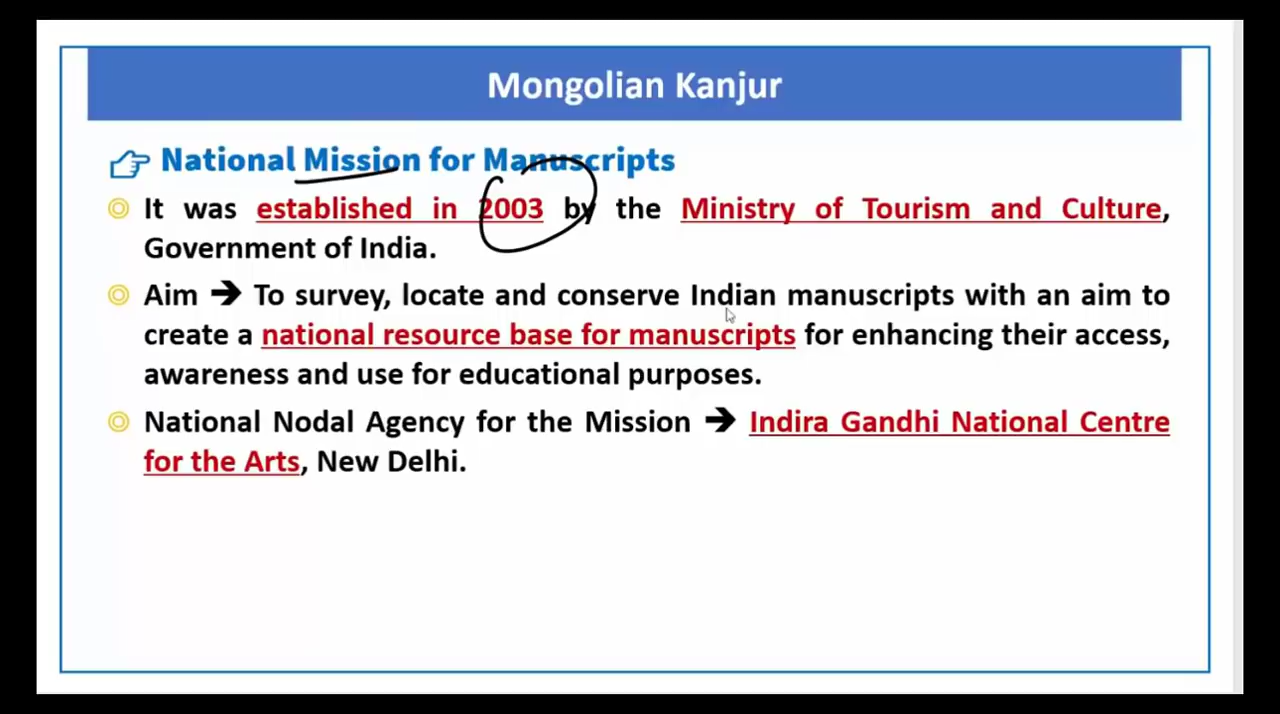 Mongolian Kanjur
National Mission for Manuscripts
It was established in 2003 by the Ministry of Tourism and Culture,
Government of India.
Aim ➔ To survey, locate and conserve Indian manuscripts with an aim to
create a national resource base for manuscripts for enhancing their access,
awareness and use for educational purposes.
National Nodal Agency for the Mission ➔ Indira Gandhi National Centre
for the Arts, New Delhi.